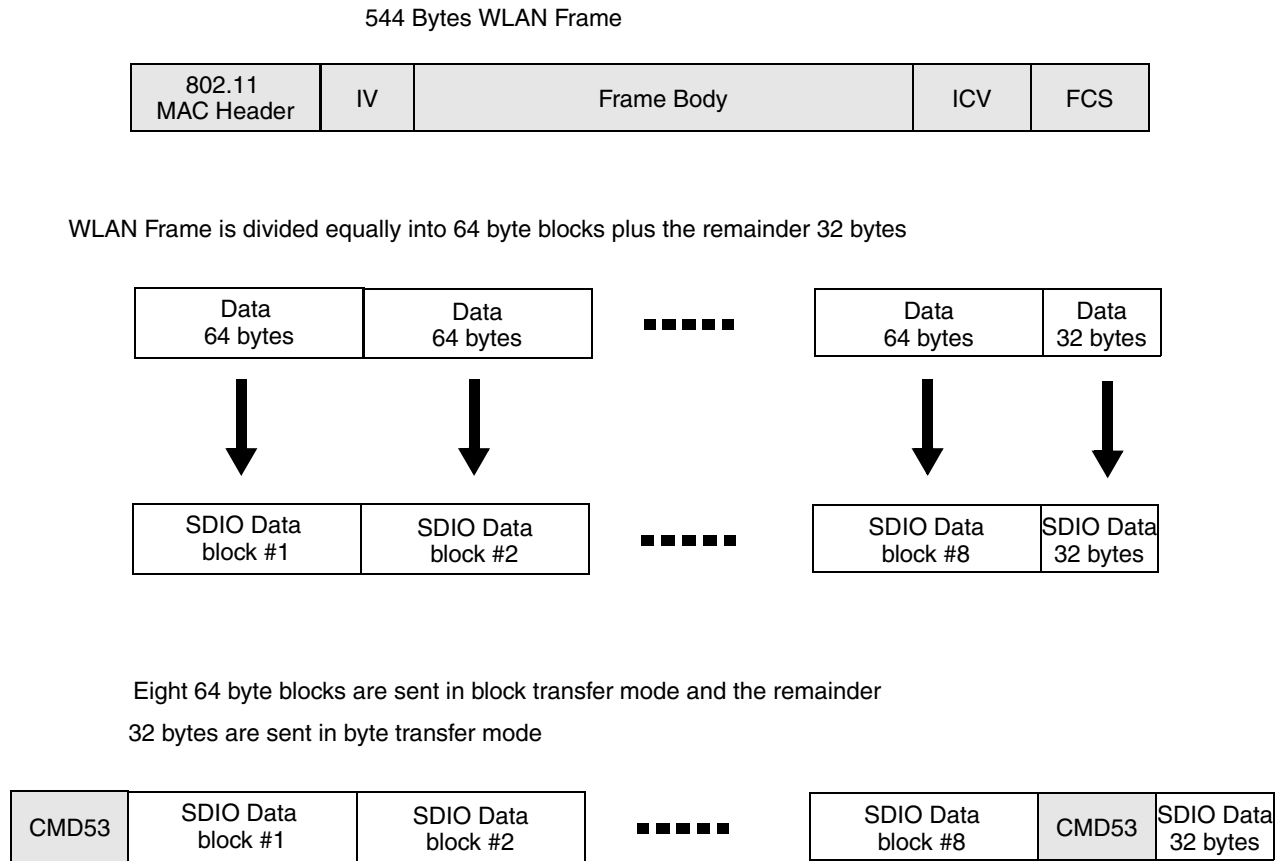 544 Bytes WLAN Frame
802.11
MAC Header
IV
Frame Body
ICV
FCS
WLAN Frame is divided equally into 64 byte blocks plus the remainder 32 bytes
Data
64 bytes
Data
64 bytes
Data
64 bytes
Data
32 bytes
SDIO Data
block #1
SDIO Data
block #2
SDIO Data
block #8
SDIO Data
32 bytes
Eight 64 byte blocks are sent in block transfer mode and the remainder
32 bytes are sent in byte transfer mode
CMD53
SDIO Data
block #1
SDIO Data
block #2
SDIO Data
block #8
CMD53
SDIO Data
32 bytes